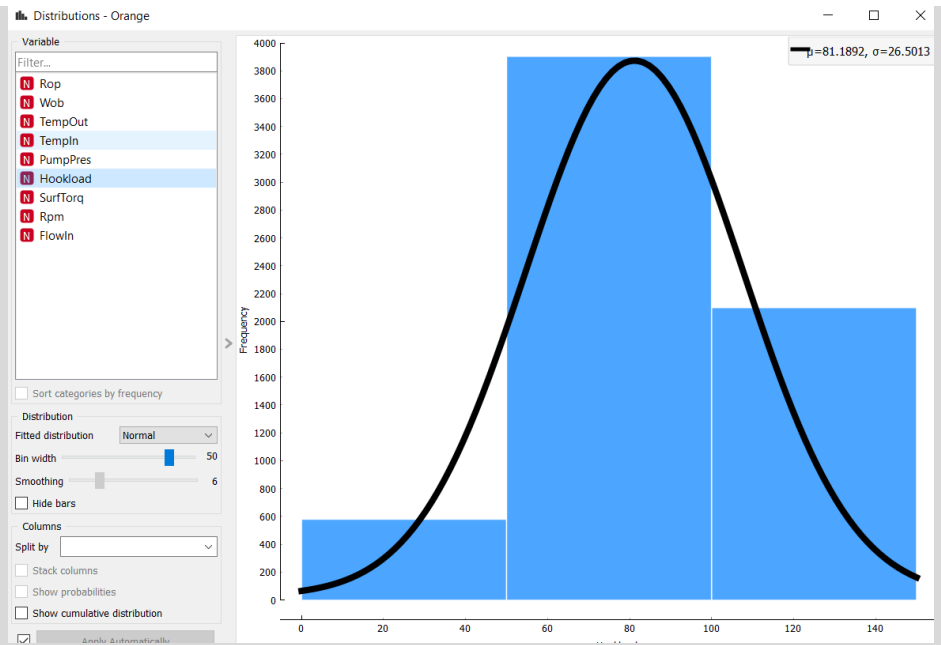 Distributions - Orange
Variable
Filter...
N Rop
N Wob
N TempOut
N TempIn
N PumpPres
N Hookload
N SurfTorq
N Rpm
N FlowIn
Sort categories by frequency
Distribution
Fitted distribution Normal
Bin width 50
Smoothing 6
Hide bars
Columns
Split by
Stack columns
Show probabilities
Show cumulative distribution
Apply Automatically
μ=81.1892, σ=26.5013
Frequency
4000
3800
3600
3400
3200
3000
2800
2600
2400
2200
2000
1800
1600
1400
1200
1000
800
600
400
200
0
0 20 40 60 80 100 120 140